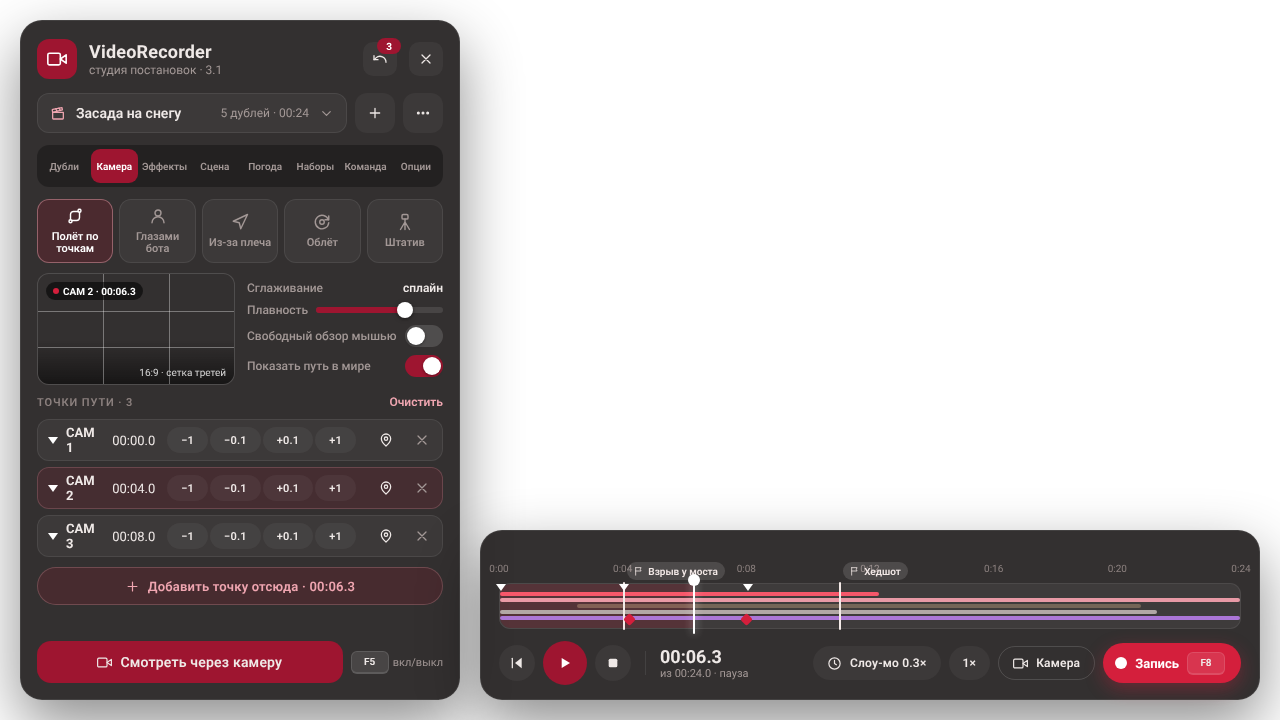 VideoRecorder
студия постановок · 3.1
3
Засада на снегу
5 дублей · 00:24
Дубли
Камера
Эффекты
Сцена
Погода
Наборы
Команда
Опции
Полёт по
точкам
Глазами
бота
Из-за плеча
Облёт
Штатив
CAM 2 · 00:06.3
16:9 · сетка третей
Сглаживание
сплайн
Плавность
Свободный обзор мышью
Показать путь в мире
ТОЧКИ ПУТИ · 3
Очистить
CAM
1
00:00.0
−1
−0.1
+0.1
+1
CAM
2
00:04.0
−1
−0.1
+0.1
+1
CAM
3
00:08.0
−1
−0.1
+0.1
+1
Добавить точку отсюда · 00:06.3
Смотреть через камеру
F5
вкл/выкл
0:00
0:04
Взрыв у моста
0:08
0:12
Хедшот
0:16
0:20
0:24
00:06.3
из 00:24.0 · пауза
Слоу-мо 0.3×
1×
Камера
Запись
F8